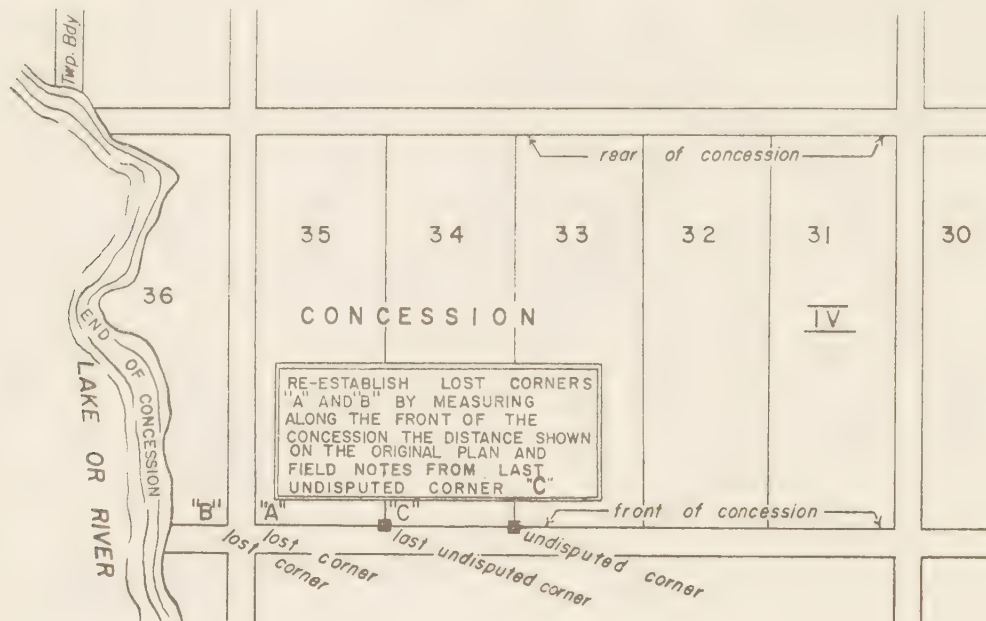 Twp. Bdy
rear of concession
35 34 33 32 31 30
36
CONCESSION IV
END OF CONCESSION
LAKE OR RIVER
RE-ESTABLISH LOST CORNERS
"A" AND "B" BY MEASURING
ALONG THE FRONT OF THE
CONCESSION THE DISTANCE SHOWN
ON THE ORIGINAL PLAN AND
FIELD NOTES FROM LAST
UNDISPUTED CORNER "C"
"B" "A" "C"
front of concession
lost corner
lost corner
last undisputed corner
undisputed corner